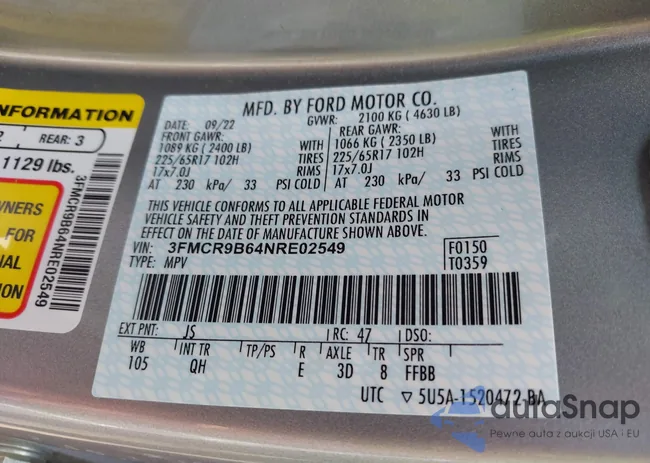 NFORMATION
REAR: 3
1129 lbs.
WNERS
FOR
IAL
ION
3FMCR9B64NRE02549
MFD. BY FORD MOTOR CO.
DATE: 09/22 GVWR: 2100 KG ( 4630 LB)
FRONT GAWR: REAR GAWR:
1089 KG ( 2400 LB) WITH 1066 KG ( 2350 LB) WITH
225/65R17 102H TIRES 225/65R17 102H TIRES
17x7.0J RIMS 17x7.0J RIMS
AT 230 kPa/ 33 PSI COLD AT 230 kPa/ 33 PSI COLD
THIS VEHICLE CONFORMS TO ALL APPLICABLE FEDERAL MOTOR
VEHICLE SAFETY AND THEFT PREVENTION STANDARDS IN
EFFECT ON THE DATE OF MANUFACTURE SHOWN ABOVE.
VIN: 3FMCR9B64NRE02549 F0150
TYPE: MPV T0359
EXT PNT: JS RC: 47 DSO:
WB INT TR TP/PS R AXLE TR SPR
105 QH E 3D 8 FFBB
UTC ▽ 5U5A-1520472-BA
autaSnap
Pewne auta z aukcji USA i EU